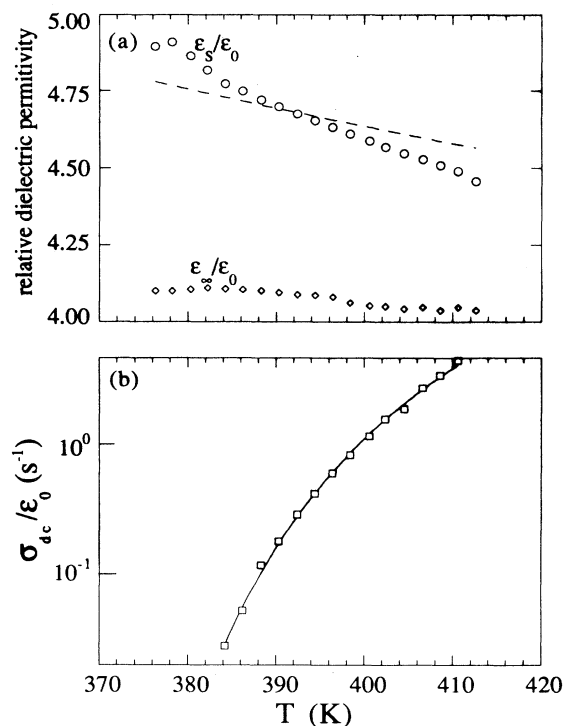 5.00
(a)
εₛ/ε₀
4.75
4.50
4.25
ε∞/ε₀
4.00
relative dielectric permitivity
(b)
10⁰
10⁻¹
σ_dc/ε₀ (s⁻¹)
370 380 390 400 410 420
T (K)